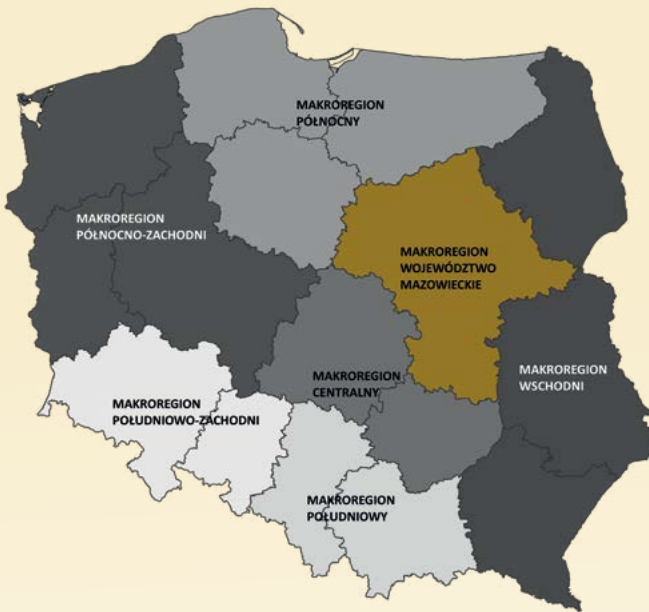 MAKROREGION
PÓŁNOCNY
MAKROREGION
PÓŁNOCNO-ZACHODNI
MAKROREGION
WOJEWÓDZTWO
MAZOWIECKIE
MAKROREGION
CENTRALNY
MAKROREGION
WSCHODNI
MAKROREGION
POŁUDNIOWO-ZACHODNI
MAKROREGION
POŁUDNIOWY